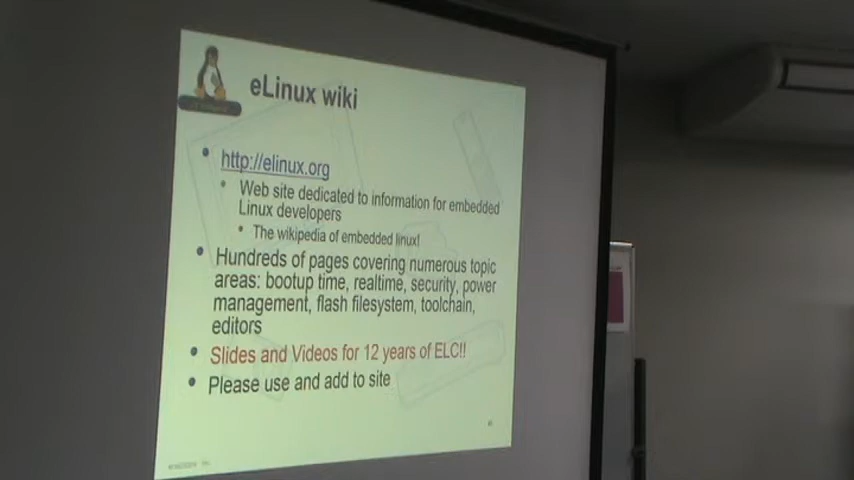 eLinux wiki
http://elinux.org
Web site dedicated to information for embedded
Linux developers
The wikipedia of embedded linux!
Hundreds of pages covering numerous topic
areas: bootup time, realtime, security, power
management, flash filesystem, toolchain,
editors
Slides and Videos for 12 years of ELC!!
Please use and add to site